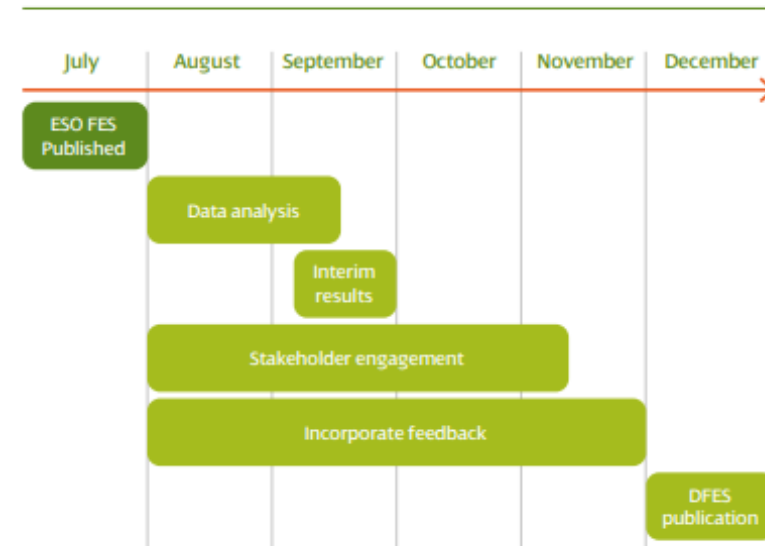 July August September October November December
ESO FES
Published
Data analysis
Interim
results
Stakeholder engagement
Incorporate feedback
DFES
publication